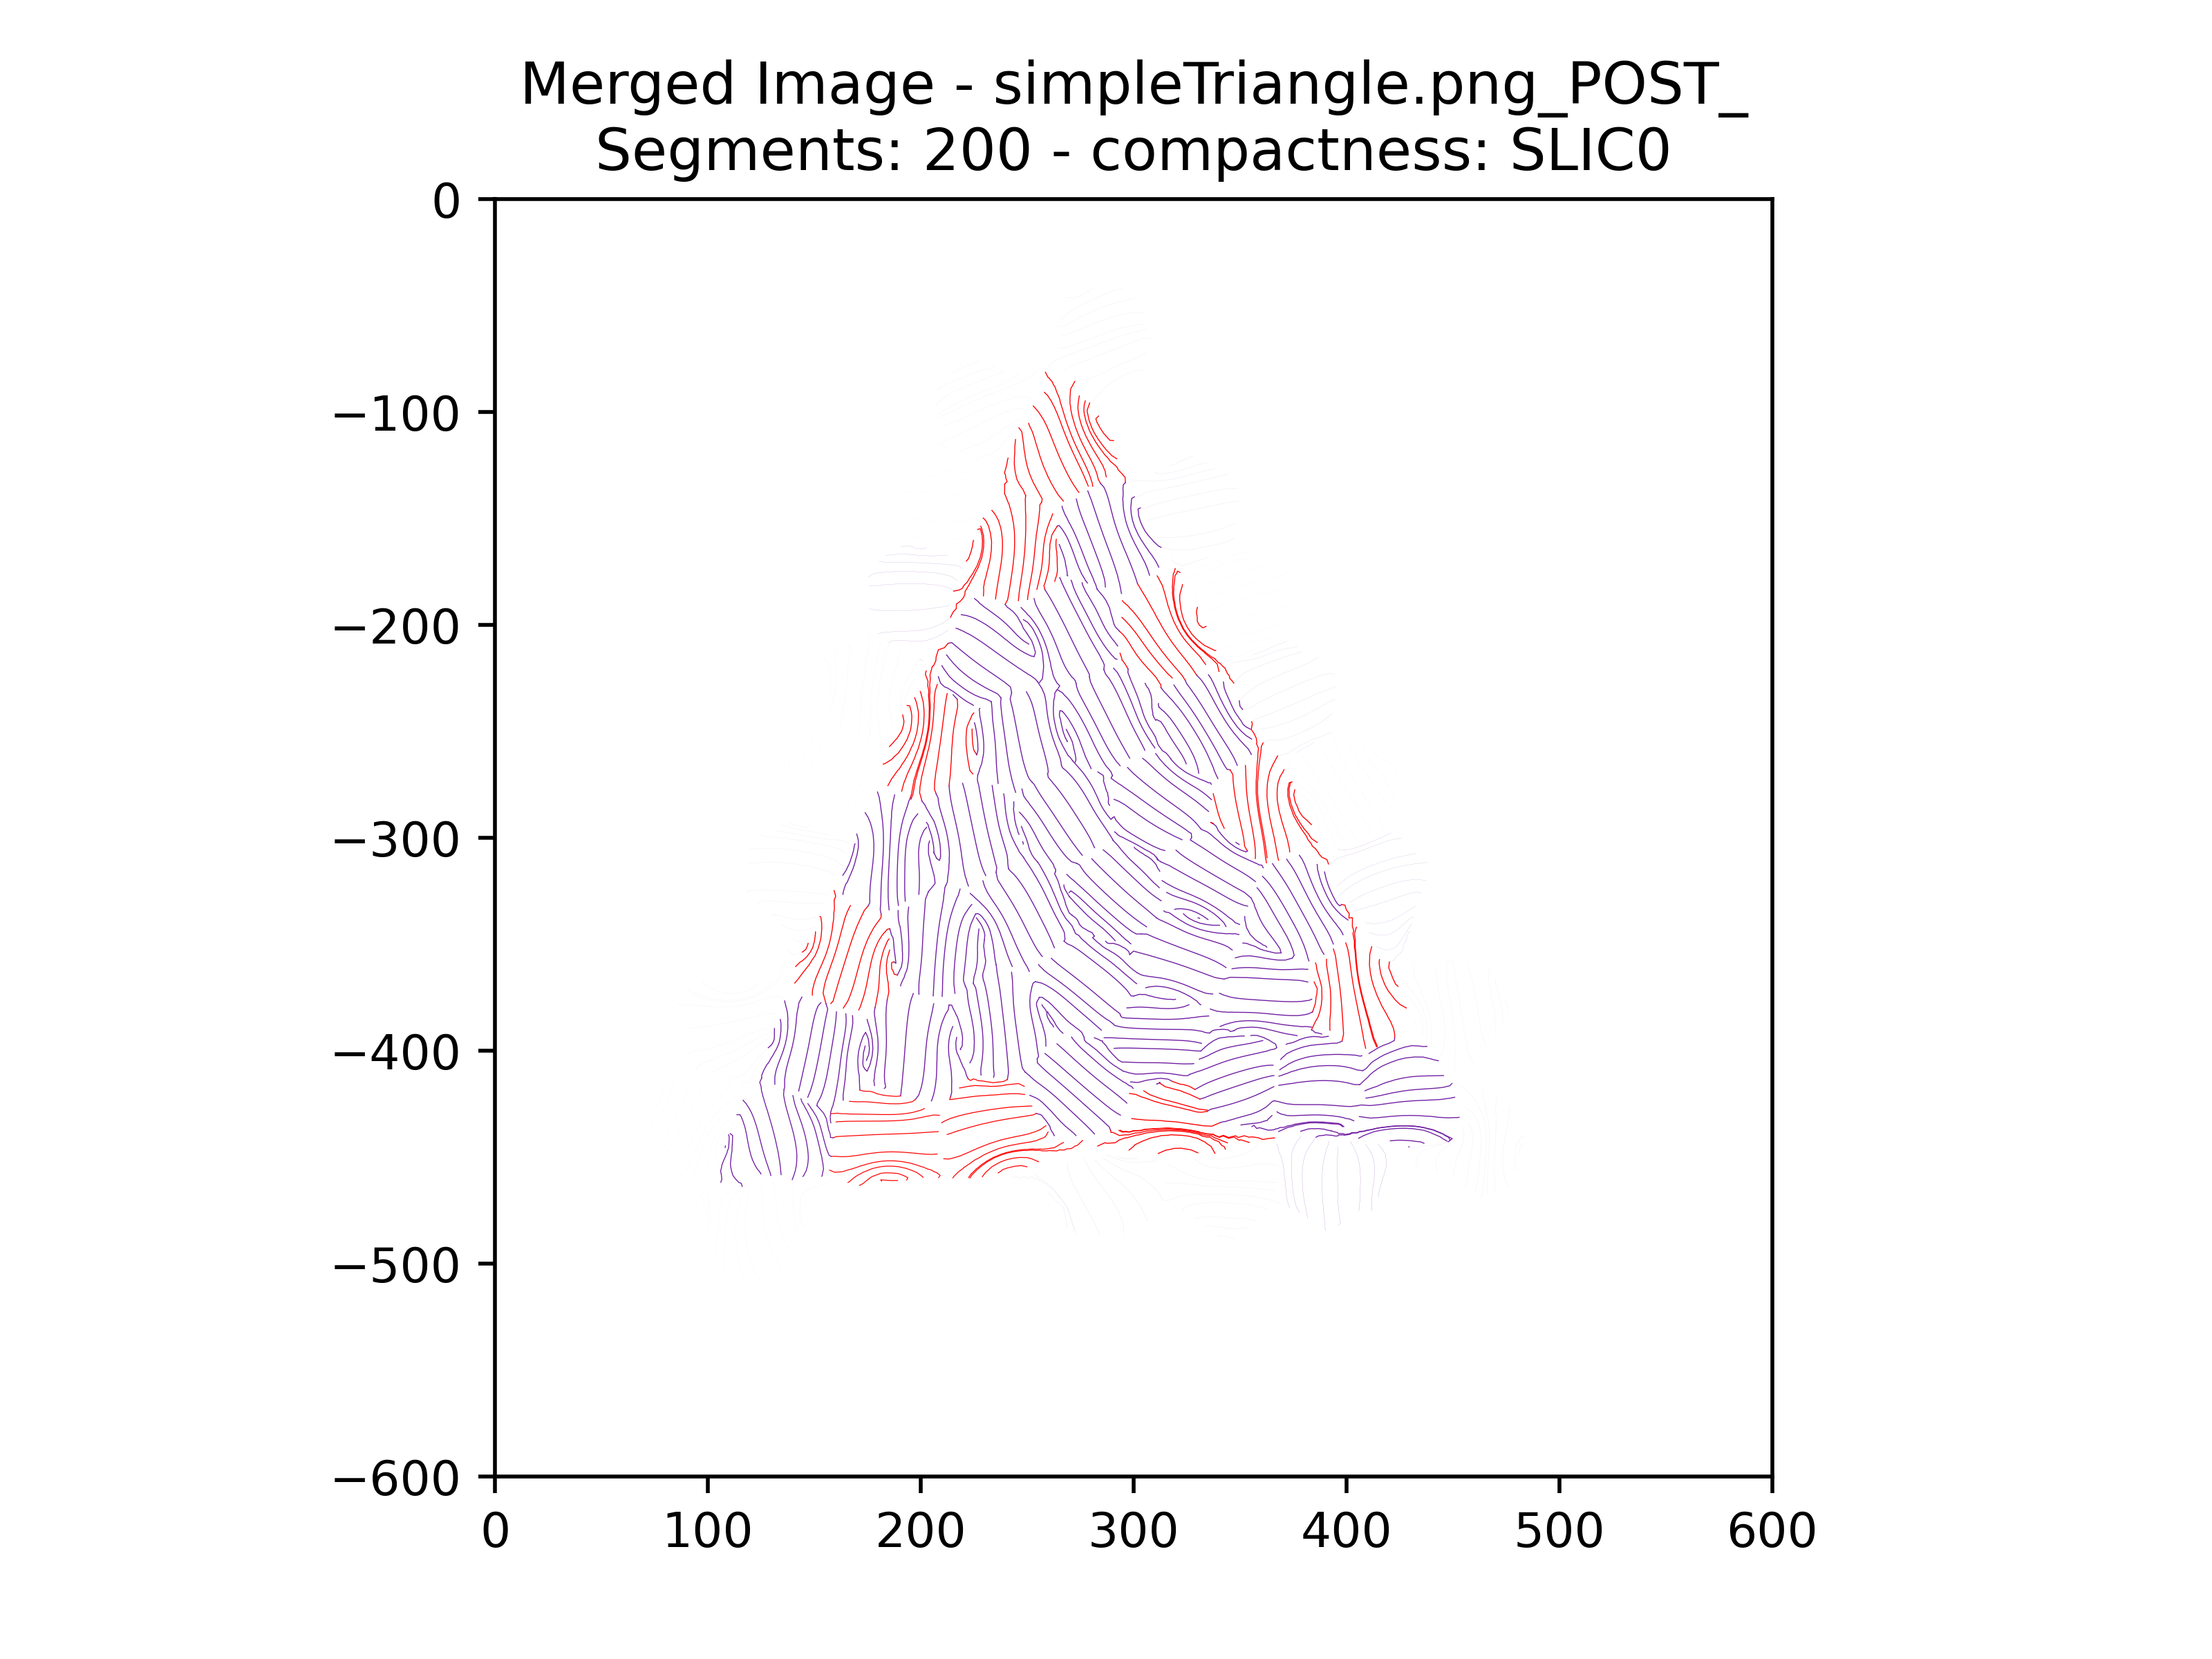 Merged Image - simpleTriangle.png_POST_
Segments: 200 - compactness: SLIC0
0
−100
−200
−300
−400
−500
−600
0 100 200 300 400 500 600